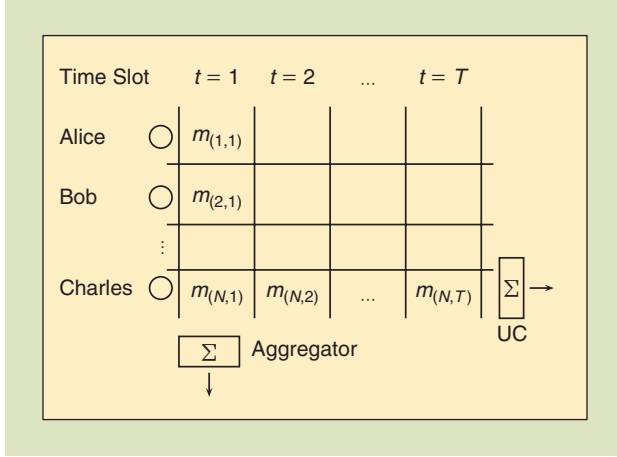 Time Slot t = 1 t = 2 ... t = T
Alice m(1,1)
Bob m(2,1)
⋮
Charles m(N,1) m(N,2) ... m(N,T) Σ
UC
Σ Aggregator